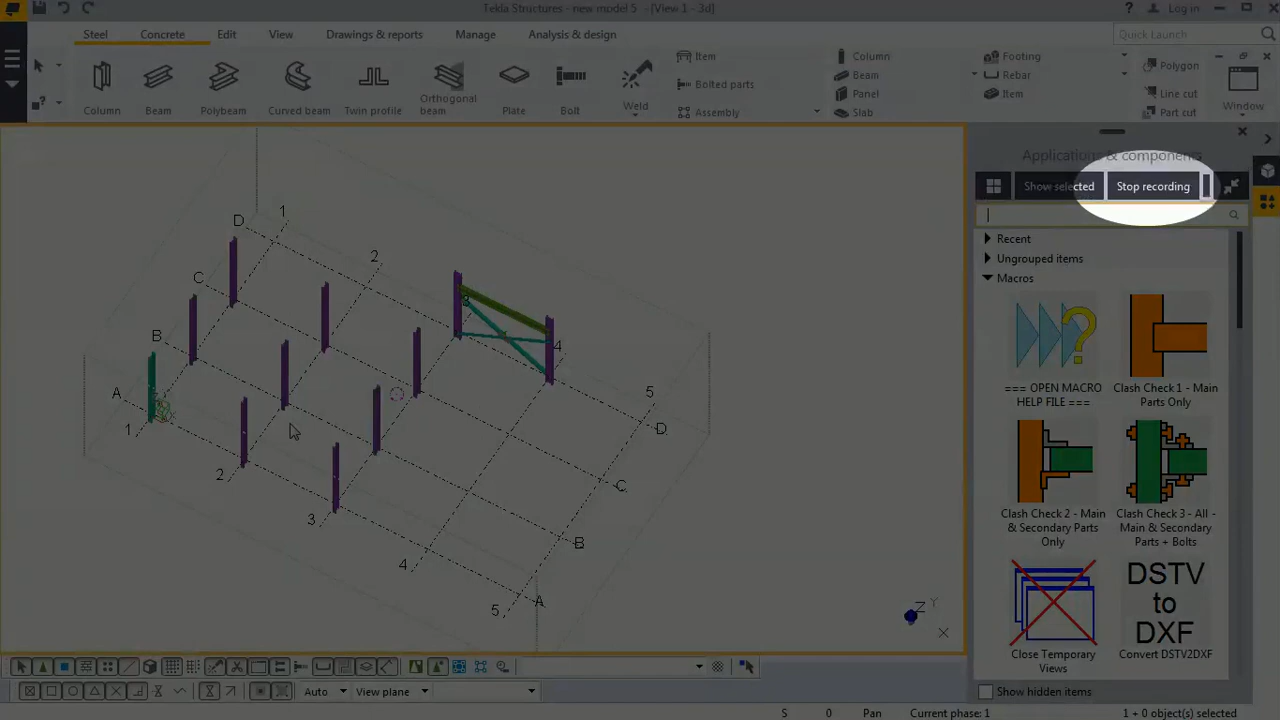 Tekla Structures - new model 5 - [View 1 - 3d]
? Log in
Steel Concrete Edit View Drawings & reports Manage Analysis & design
Quick Launch
Column
Beam
Polybeam
Curved beam
Twin profile
Orthogonal
beam
Plate
Bolt
Weld
Item
Bolted parts
Assembly
Column
Beam
Panel
Slab
Footing
Rebar
Item
Polygon
Line cut
Part cut
Window
Applications & components
Show selected
Stop recording
Recent
Ungrouped items
Macros
=== OPEN MACRO
HELP FILE ===
Clash Check 1 - Main
Parts Only
Clash Check 2 - Main
& Secondary Parts
Only
Clash Check 3 - All -
Main & Secondary
Parts + Bolts
Close Temporary
Views
DSTV
to
DXF
Convert DSTV2DXF
Show hidden items
D 1
C 2
B 3
A 4
1 5
2 D
3 C
4 B
5 A
Z Y
X
Auto
View plane
S 0 Pan Current phase: 1 1 + 0 object(s) selected